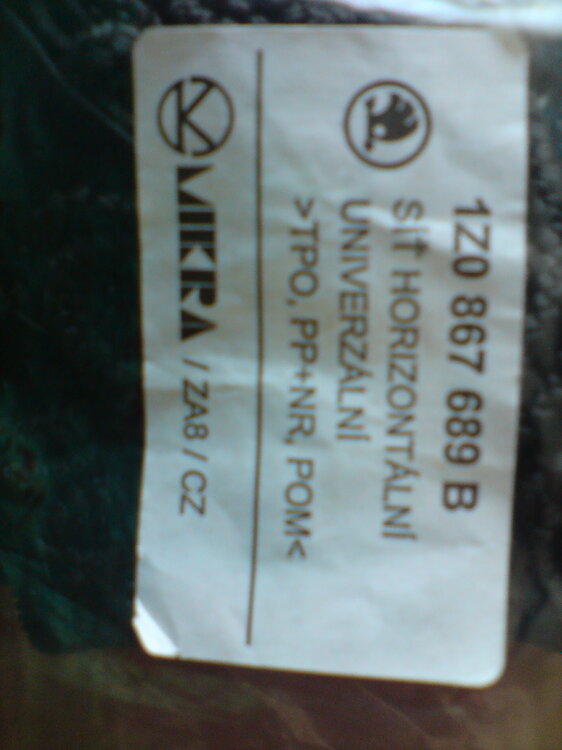 1Z0 867 689 B
SÍŤ HORIZONTÁLNÍ
UNIVERZÁLNÍ
>TPO, PP+NR, POM<
MIKRA / ZA8 / CZ